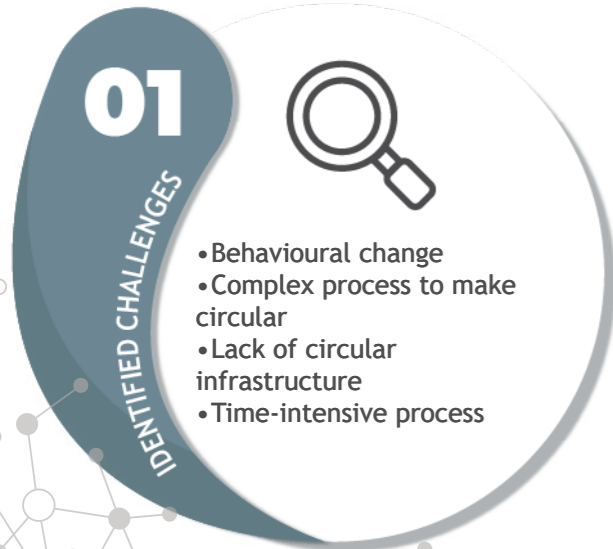 01
IDENTIFIED CHALLENGES
•Behavioural change
•Complex process to make
circular
•Lack of circular
infrastructure
•Time-intensive process